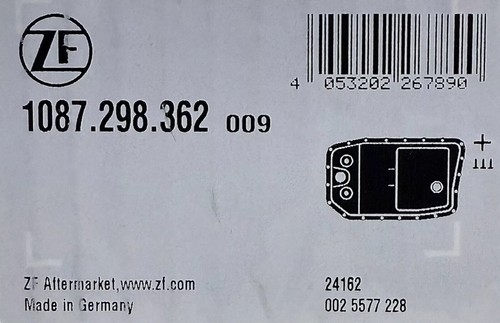 ZF
4 053202 267890
1087.298.362 009
ZF Aftermarket,www.zf.com
Made in Germany
24162
002 5577 228